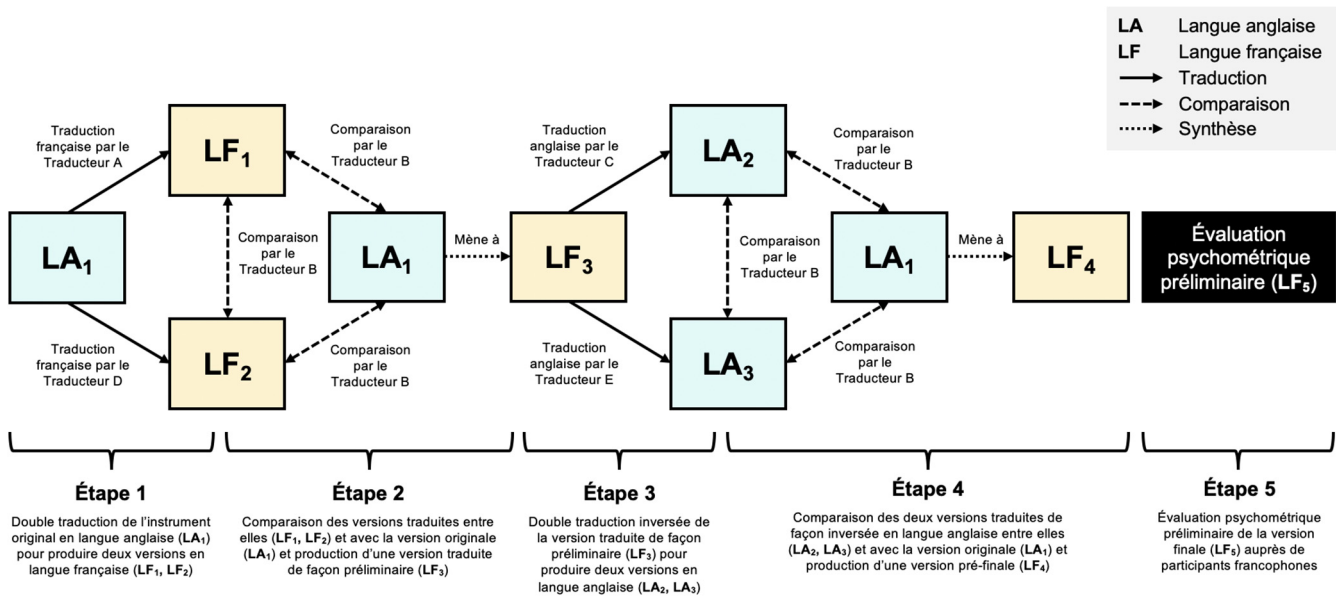 LA Langue anglaise
LF Langue française
Traduction
Comparaison
Synthèse
Traduction
française par le
Traducteur A
LF₁
Comparaison
par le
Traducteur B
Traduction
anglaise par le
Traducteur C
LA₂
Comparaison
par le
Traducteur B
LA₁
Comparaison
par le
Traducteur B
LA₁
Mène à
LF₃
Comparaison
par le
Traducteur B
LA₁
Mène à
LF₄
Évaluation
psychométrique
préliminaire (LF₅)
Traduction
française par le
Traducteur D
LF₂
Comparaison
par le
Traducteur B
Traduction
anglaise par le
Traducteur E
LA₃
Comparaison
par le
Traducteur B
Étape 1
Double traduction de l'instrument
original en langue anglaise (LA₁)
pour produire deux versions en
langue française (LF₁, LF₂)
Étape 2
Comparaison des versions traduites entre
elles (LF₁, LF₂) et avec la version originale
(LA₁) et production d'une version traduite
de façon préliminaire (LF₃)
Étape 3
Double traduction inversée de
la version traduite de façon
préliminaire (LF₃) pour
produire deux versions en
langue anglaise (LA₂, LA₃)
Étape 4
Comparaison des deux versions traduites de
façon inversée en langue anglaise entre elles
(LA₂, LA₃) et avec la version originale (LA₁) et
production d'une version pré-finale (LF₄)
Étape 5
Évaluation psychométrique
préliminaire de la version
finale (LF₅) auprès de
participants francophones